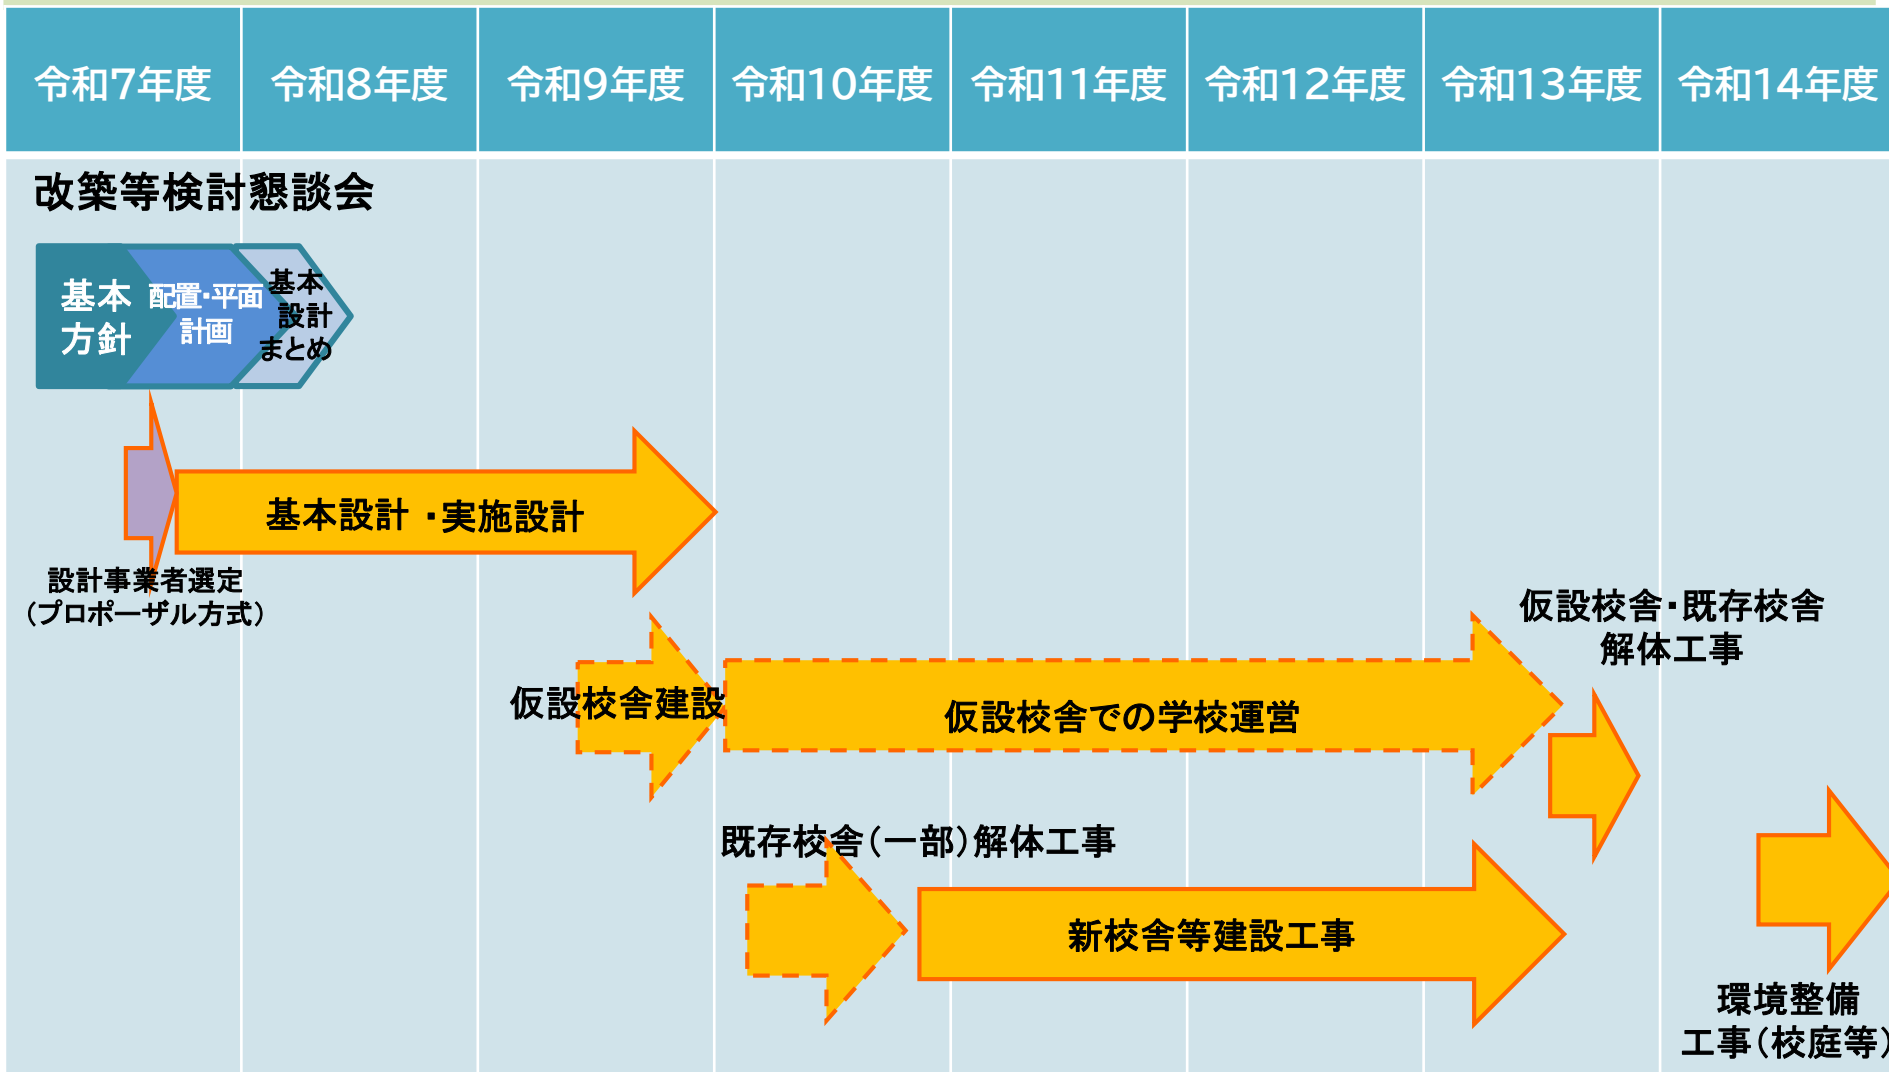 令和7年度
令和8年度
令和9年度
令和10年度
令和11年度
令和12年度
令和13年度
令和14年度
改築等検討懇談会
基本
方針
配置・平面
計画
基本
設計
まとめ
基本設計 ・実施設計
設計事業者選定
（プロポーザル方式）
仮設校舎・既存校舎
解体工事
仮設校舎建設
仮設校舎での学校運営
既存校舎（一部）解体工事
新校舎等建設工事
環境整備
工事（校庭等）